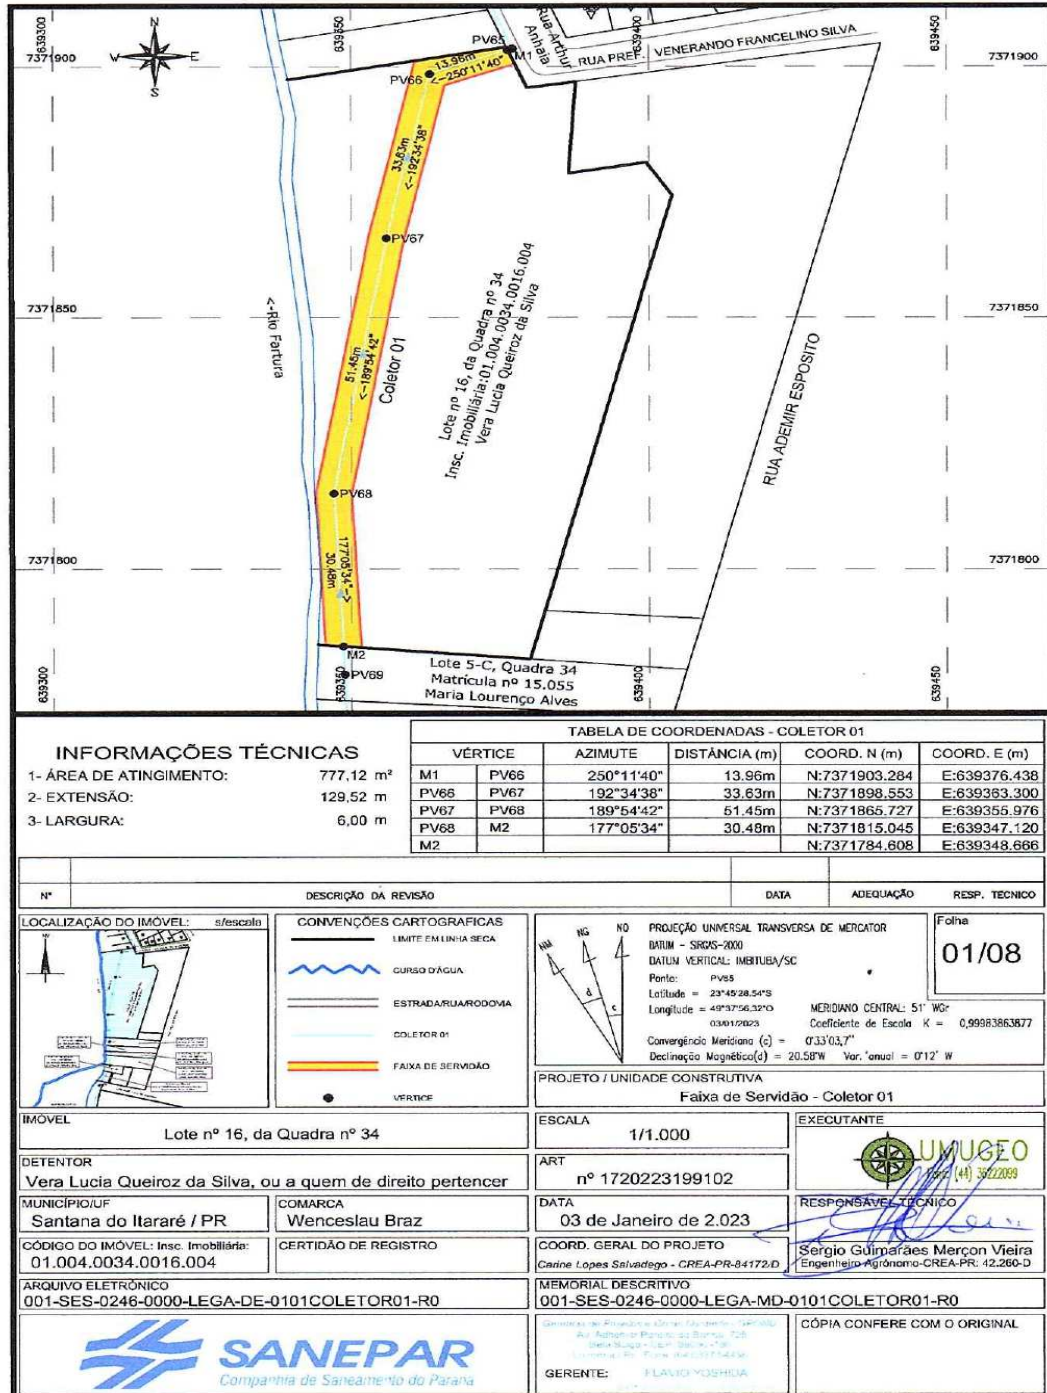 639300
639350
639400
639450
N
W
E
S
7371900
7371900
PV65
M1
Rua Arthur
Anhaia
RUA PREF. VENERANDO FRANCELINO SILVA
13.96m
<-250°11'40"
PV66
33.63m
<-192°34'38"
PV67
<-Rio Fartura
7371850
7371850
51.45m
<-189°54'42"
Coletor 01
Lote nº 16, da Quadra nº 34
Insc. Imobiliária:01.004.0034.0016.004
Vera Lucia Queiroz da Silva
RUA ADEMIR ESPOSITO
PV68
7371800
7371800
177°05'34"->
30.48m
M2
PV69
Lote 5-C, Quadra 34
Matrícula nº 15.055
Maria Lourenço Alves
639300
639350
639400
639450
INFORMAÇÕES TÉCNICAS
1- ÁREA DE ATINGIMENTO: 777,12 m²
2- EXTENSÃO: 129,52 m
3- LARGURA: 6,00 m
TABELA DE COORDENADAS - COLETOR 01
VÉRTICE AZIMUTE DISTÂNCIA (m) COORD. N (m) COORD. E (m)
M1 PV66 250°11'40" 13.96m N:7371903.284 E:639376.438
PV66 PV67 192°34'38" 33.63m N:7371898.553 E:639363.300
PV67 PV68 189°54'42" 51.45m N:7371865.727 E:639355.976
PV68 M2 177°05'34" 30.48m N:7371815.045 E:639347.120
M2 N:7371784.608 E:639348.666
Nº DESCRIÇÃO DA REVISÃO DATA ADEQUAÇÃO RESP. TÉCNICO
LOCALIZAÇÃO DO IMÓVEL: s/escala
CONVENÇÕES CARTOGRAFICAS
LIMITE EM LINHA SECA
CURSO D'ÁGUA
ESTRADA/RUA/RODOVIA
COLETOR 01
FAIXA DE SERVIDÃO
VÉRTICE
NM NG NO
d
c
PROJEÇÃO UNIVERSAL TRANSVERSA DE MERCATOR
DATUM - SIRGAS-2000
DATUM VERTICAL: IMBITUBA/SC
Ponto: PV65
Latitude = 23°45'28.54"S
Longitude = 49°37'56,32"O
03/01/2023
MERIDIANO CENTRAL: 51° WGr
Coeficiente de Escala K = 0,99983863877
Convergência Meridiana (c) = 0°33'03,7"
Declinação Magnética(d) = 20.58°W Var. anual = 0°12' W
Folha
01/08
PROJETO / UNIDADE CONSTRUTIVA
Faixa de Servidão - Coletor 01
IMÓVEL
Lote nº 16, da Quadra nº 34
ESCALA
1/1.000
EXECUTANTE
UMUGEO
(44) 36222099
DETENTOR
Vera Lucia Queiroz da Silva, ou a quem de direito pertencer
ART
nº 1720223199102
MUNICÍPIO/UF
Santana do Itararé / PR
COMARCA
Wenceslau Braz
DATA
03 de Janeiro de 2.023
RESPONSÁVEL TÉCNICO
Sergio Guimarães Merçon Vieira
Engenheiro Agrônomo-CREA-PR: 42.260-D
CÓDIGO DO IMÓVEL: Insc. Imobiliária:
01.004.0034.0016.004
CERTIDÃO DE REGISTRO
COORD. GERAL DO PROJETO
Carine Lopes Salvadego - CREA-PR-84172/D
ARQUIVO ELETRÔNICO
001-SES-0246-0000-LEGA-DE-0101COLETOR01-R0
MEMORIAL DESCRITIVO
001-SES-0246-0000-LEGA-MD-0101COLETOR01-R0
SANEPAR
Companhia de Saneamento do Paraná
GERENTE: FLAVIO YOSHIDA
CÓPIA CONFERE COM O ORIGINAL